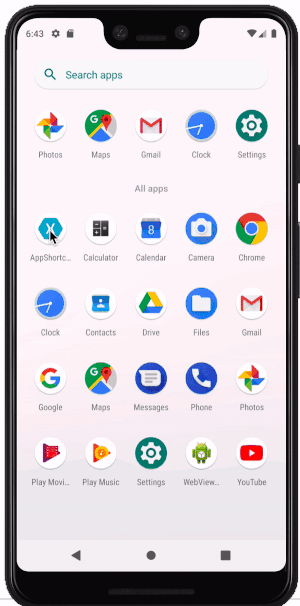 6:43
Search apps
Photos Maps Gmail Clock Settings
All apps
8
AppShortc... Calculator Calendar Camera Chrome
Clock Contacts Drive Files Gmail
G
Google Maps Messages Phone Photos
Play Movi... Play Music Settings WebView... YouTube